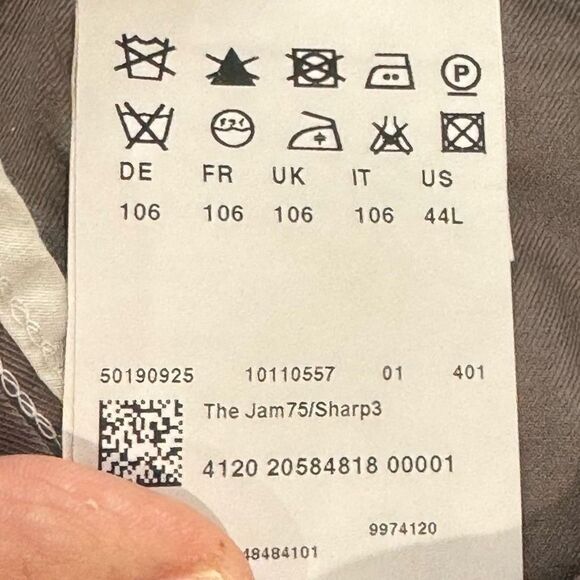 P
DE FR UK IT US
106 106 106 106 44L
50190925 10110557 01 401
The Jam75/Sharp3
4120 20584818 00001
9974120
48484101